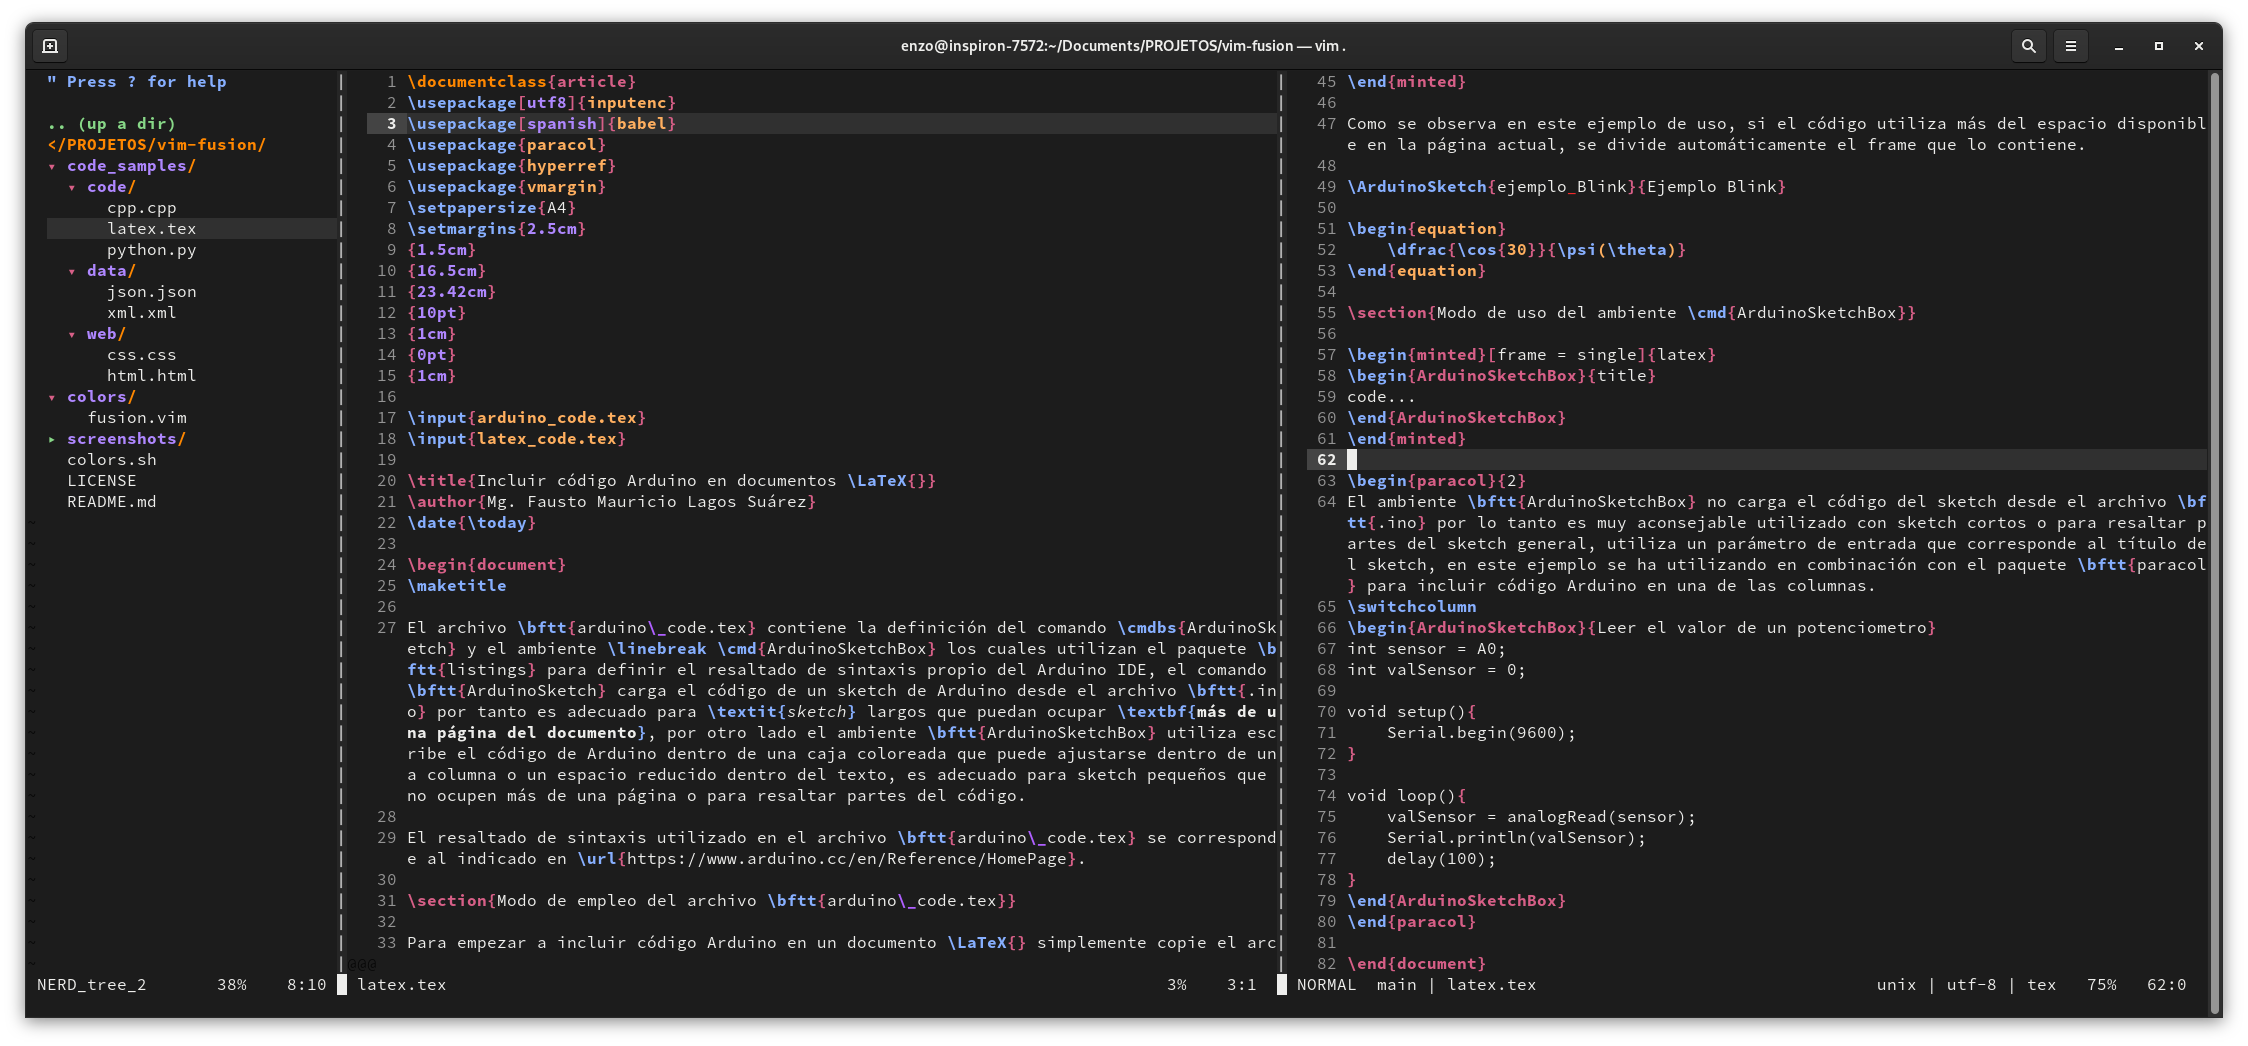 enzo@inspiron-7572:~/Documents/PROJETOS/vim-fusion — vim .
" Press ? for help
.. (up a dir)
</PROJETOS/vim-fusion/
▾ code_samples/
▾ code/
cpp.cpp
latex.tex
python.py
▾ data/
json.json
xml.xml
▾ web/
css.css
html.html
▾ colors/
fusion.vim
▸ screenshots/
colors.sh
LICENSE
README.md
NERD_tree_2 38% 8:10
1 \documentclass{article}
2 \usepackage[utf8]{inputenc}
3 \usepackage[spanish]{babel}
4 \usepackage{paracol}
5 \usepackage{hyperref}
6 \usepackage{vmargin}
7 \setpapersize{A4}
8 \setmargins{2.5cm}
9 {1.5cm}
10 {16.5cm}
11 {23.42cm}
12 {10pt}
13 {1cm}
14 {0pt}
15 {1cm}
16
17 \input{arduino_code.tex}
18 \input{latex_code.tex}
19
20 \title{Incluir código Arduino en documentos \LaTeX{}}
21 \author{Mg. Fausto Mauricio Lagos Suárez}
22 \date{\today}
23
24 \begin{document}
25 \maketitle
26
27 El archivo \bftt{arduino\_code.tex} contiene la definición del comando \cmdbs{ArduinoSk
etch} y el ambiente \linebreak \cmd{ArduinoSketchBox} los cuales utilizan el paquete \b
ftt{listings} para definir el resaltado de sintaxis propio del Arduino IDE, el comando
\bftt{ArduinoSketch} carga el código de un sketch de Arduino desde el archivo \bftt{.in
o} por tanto es adecuado para \textit{sketch} largos que puedan ocupar \textbf{más de u
na página del documento}, por otro lado el ambiente \bftt{ArduinoSketchBox} utiliza esc
ribe el código de Arduino dentro de una caja coloreada que puede ajustarse dentro de un
a columna o un espacio reducido dentro del texto, es adecuado para sketch pequeños que
no ocupen más de una página o para resaltar partes del código.
28
29 El resaltado de sintaxis utilizado en el archivo \bftt{arduino\_code.tex} se correspond
e al indicado en \url{https://www.arduino.cc/en/Reference/HomePage}.
30
31 \section{Modo de empleo del archivo \bftt{arduino\_code.tex}}
32
33 Para empezar a incluir código Arduino en un documento \LaTeX{} simplemente copie el arc
@@@
latex.tex 3% 3:1
45 \end{minted}
46
47 Como se observa en este ejemplo de uso, si el código utiliza más del espacio disponibl
e en la página actual, se divide automáticamente el frame que lo contiene.
48
49 \ArduinoSketch{ejemplo_Blink}{Ejemplo Blink}
50
51 \begin{equation}
52 \dfrac{\cos{30}}{\psi(\theta)}
53 \end{equation}
54
55 \section{Modo de uso del ambiente \cmd{ArduinoSketchBox}}
56
57 \begin{minted}[frame = single]{latex}
58 \begin{ArduinoSketchBox}{title}
59 code...
60 \end{ArduinoSketchBox}
61 \end{minted}
62
63 \begin{paracol}{2}
64 El ambiente \bftt{ArduinoSketchBox} no carga el código del sketch desde el archivo \bf
tt{.ino} por lo tanto es muy aconsejable utilizado con sketch cortos o para resaltar p
artes del sketch general, utiliza un parámetro de entrada que corresponde al título de
l sketch, en este ejemplo se ha utilizando en combinación con el paquete \bftt{paracol
} para incluir código Arduino en una de las columnas.
65 \switchcolumn
66 \begin{ArduinoSketchBox}{Leer el valor de un potenciometro}
67 int sensor = A0;
68 int valSensor = 0;
69
70 void setup(){
71 Serial.begin(9600);
72 }
73
74 void loop(){
75 valSensor = analogRead(sensor);
76 Serial.println(valSensor);
77 delay(100);
78 }
79 \end{ArduinoSketchBox}
80 \end{paracol}
81
82 \end{document}
NORMAL main | latex.tex unix | utf-8 | tex 75% 62:0